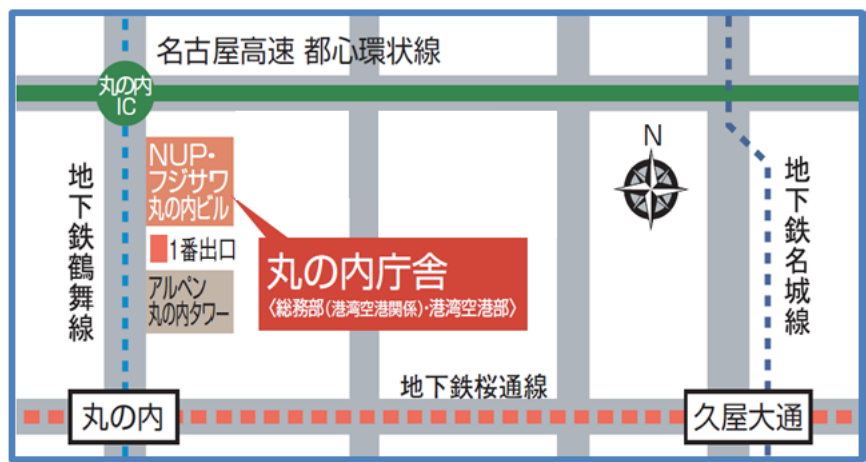 名古屋高速 都心環状線
丸の内
IC
N
NUP・
フジサワ
丸の内ビル
地下鉄鶴舞線
1番出口
丸の内庁舎
〈総務部(港湾空港関係)・港湾空港部〉
地下鉄名城線
アルペン
丸の内タワー
地下鉄桜通線
丸の内
久屋大通